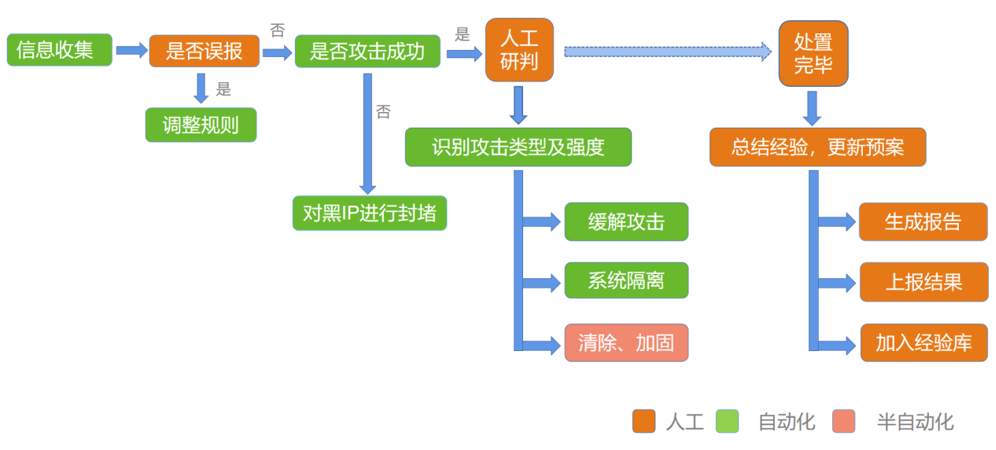 信息收集
是否误报
否
是否攻击成功
是
人工
研判
处置
完毕
是
调整规则
否
识别攻击类型及强度
总结经验，更新预案
对黑IP进行封堵
缓解攻击
生成报告
系统隔离
上报结果
清除、加固
加入经验库
人工
自动化
半自动化